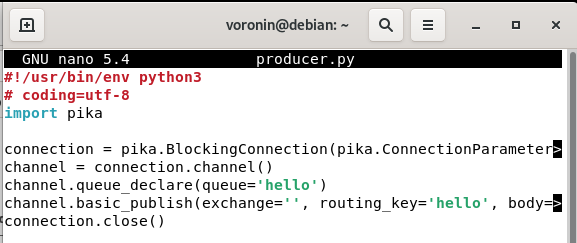 voronin@debian: ~
GNU nano 5.4 producer.py
#!/usr/bin/env python3
# coding=utf-8
import pika
connection = pika.BlockingConnection(pika.ConnectionParameter>
channel = connection.channel()
channel.queue_declare(queue='hello')
channel.basic_publish(exchange='', routing_key='hello', body=>
connection.close()